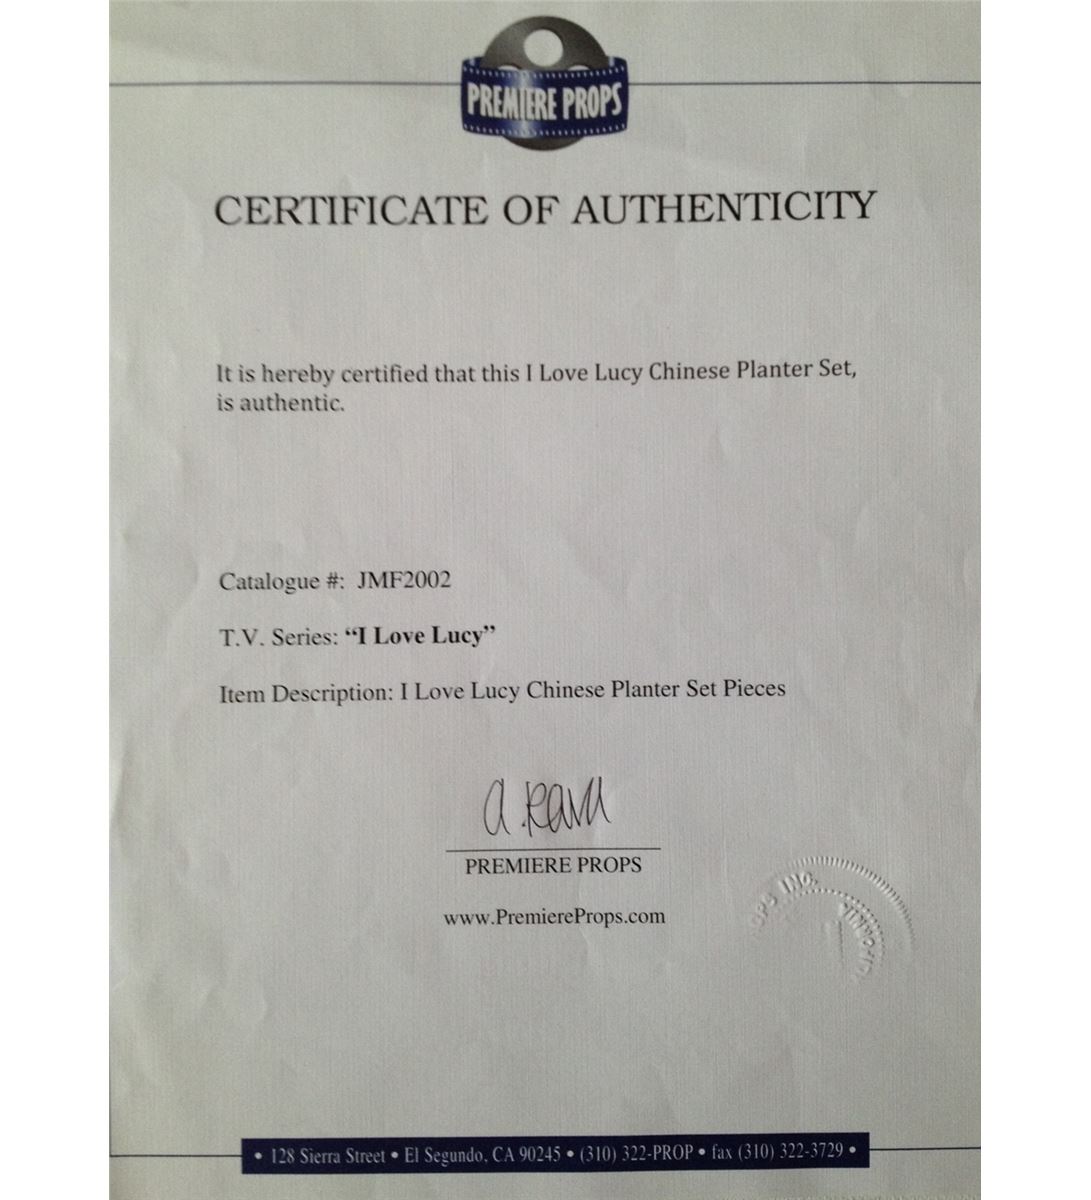 PREMIERE PROPS
CERTIFICATE OF AUTHENTICITY
It is hereby certified that this I Love Lucy Chinese Planter Set,
is authentic.
Catalogue #: JMF2002
T.V. Series: “I Love Lucy”
Item Description: I Love Lucy Chinese Planter Set Pieces
PREMIERE PROPS
www.PremiereProps.com
INC.
• 128 Sierra Street • El Segundo, CA 90245 • (310) 322-PROP • fax (310) 322-3729 •